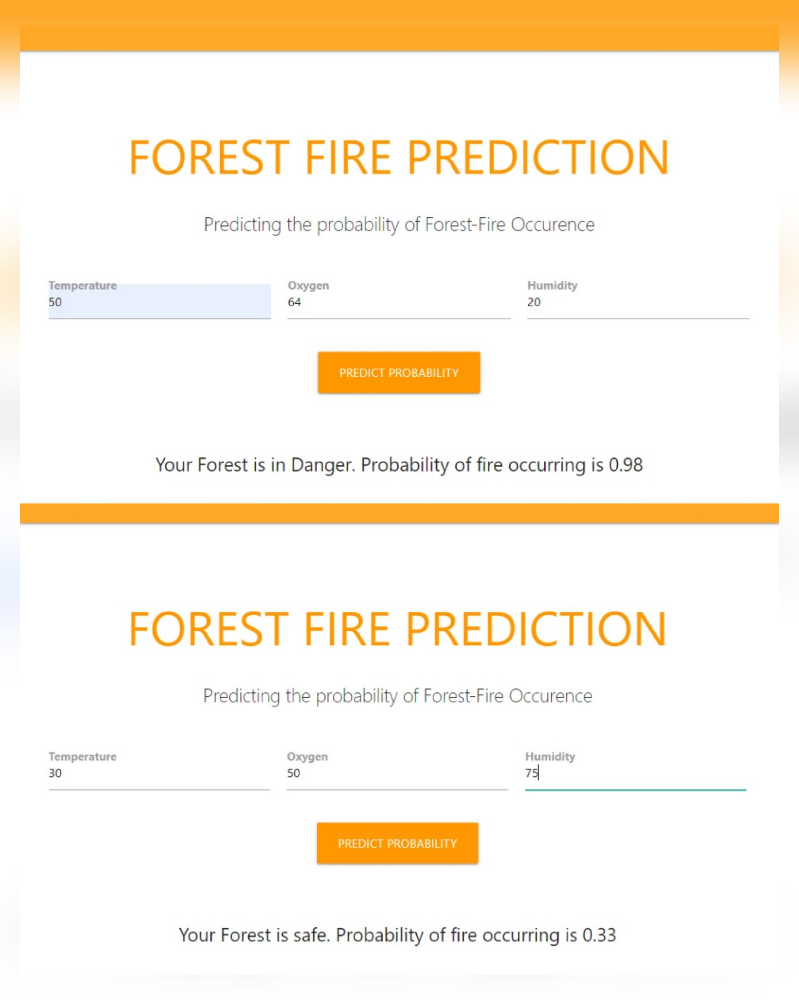 FOREST FIRE PREDICTION
Predicting the probability of Forest-Fire Occurence
Temperature Oxygen Humidity
50 64 20
PREDICT PROBABILITY
Your Forest is in Danger. Probability of fire occurring is 0.98
FOREST FIRE PREDICTION
Predicting the probability of Forest-Fire Occurence
Temperature Oxygen Humidity
30 50 75
PREDICT PROBABILITY
Your Forest is safe. Probability of fire occurring is 0.33